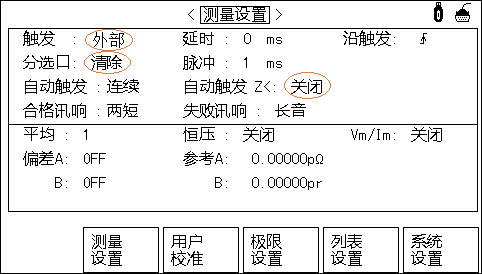 < 测量设置 >
触发 : 外部 延时 : 0 ms 沿触发:
分选口: 清除 脉冲 : 1 ms
自动触发 : 连续 自动触发 Z<: 关闭
合格讯响 : 两短 失败讯响 : 长音
平均 : 1 恒压 : 关闭 Vm/Im: 关闭
偏差A: OFF 参考A: 0.00000pΩ
B: OFF B: 0.00000pr
测量设置 用户校准 极限设置 列表设置 系统设置